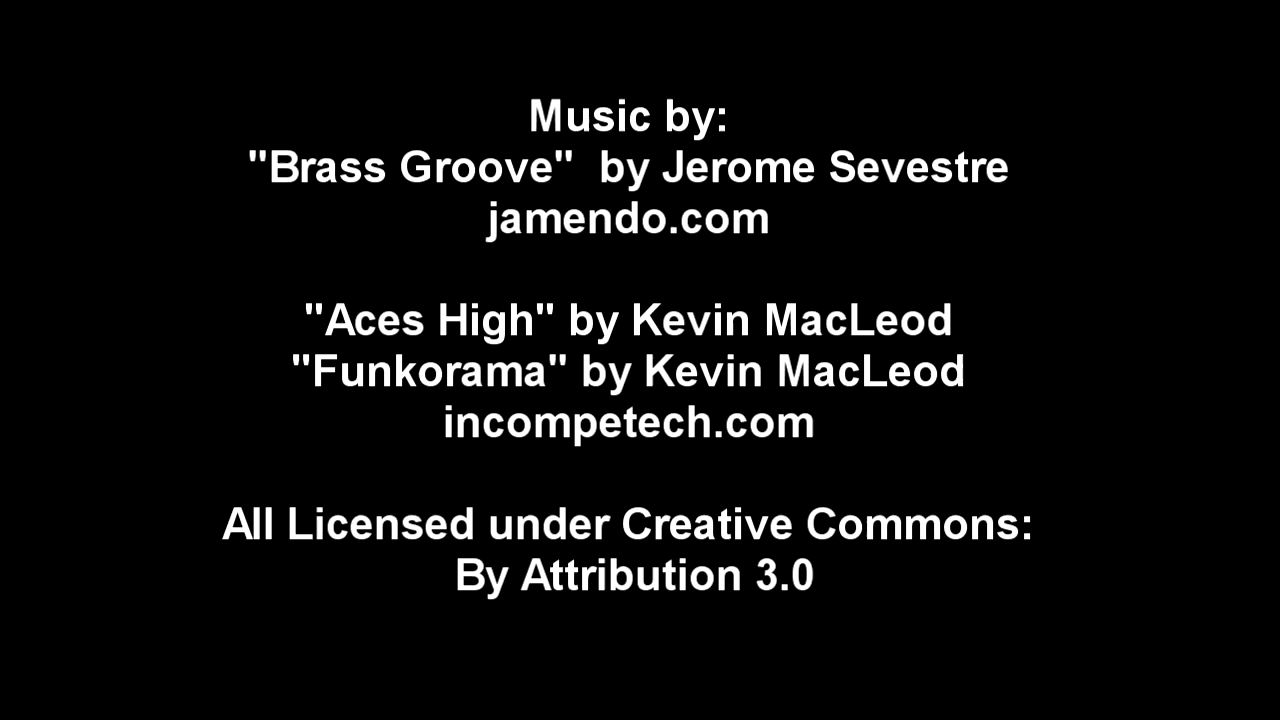 Music by:
"Brass Groove"  by Jerome Sevestre
jamendo.com
"Aces High" by Kevin MacLeod
"Funkorama" by Kevin MacLeod
incompetech.com
All Licensed under Creative Commons:
By Attribution 3.0